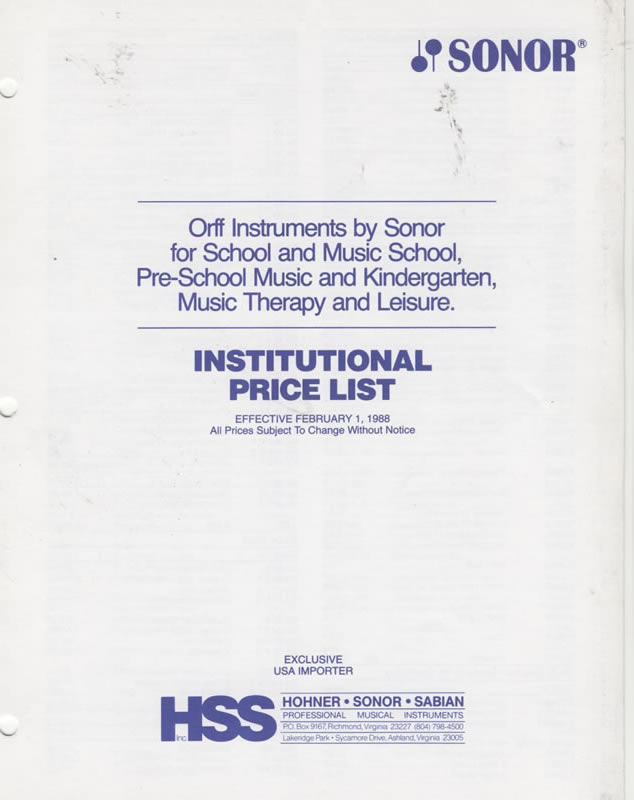 SONOR®
Orff Instruments by Sonor
for School and Music School,
Pre-School Music and Kindergarten,
Music Therapy and Leisure.
INSTITUTIONAL
PRICE LIST
EFFECTIVE FEBRUARY 1, 1988
All Prices Subject To Change Without Notice
EXCLUSIVE
USA IMPORTER
HSS Inc.
HOHNER • SONOR • SABIAN
PROFESSIONAL MUSICAL INSTRUMENTS
P.O. Box 9167, Richmond, Virginia 23227 (804) 798-4500
Lakeridge Park • Sycamore Drive, Ashland, Virginia 23005